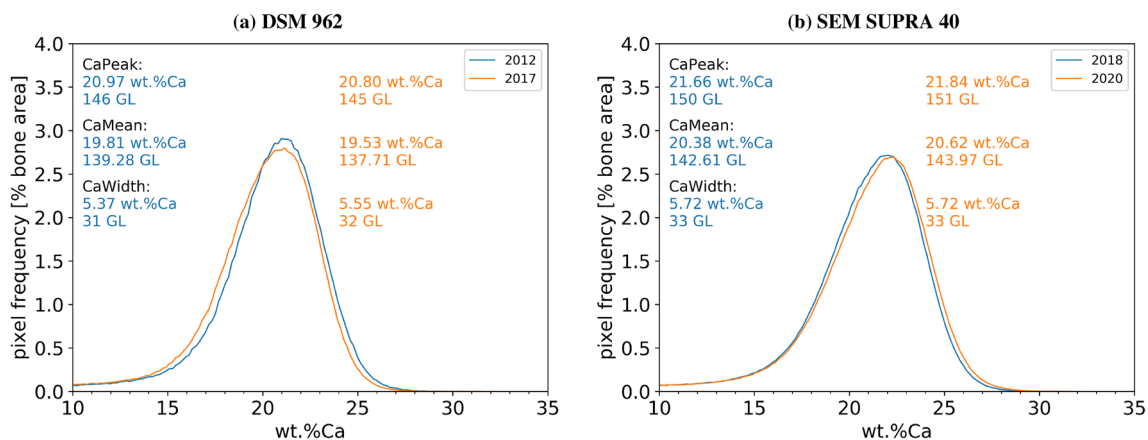 (a) DSM 962
4.0
3.5
3.0
2.5
2.0
1.5
1.0
0.5
0.0
pixel frequency [% bone area]
CaPeak:
20.97 wt.%Ca
146 GL
CaMean:
19.81 wt.%Ca
139.28 GL
CaWidth:
5.37 wt.%Ca
31 GL
20.80 wt.%Ca
145 GL
19.53 wt.%Ca
137.71 GL
5.55 wt.%Ca
32 GL
2012
2017
10 15 20 25 30 35
wt.%Ca
(b) SEM SUPRA 40
4.0
3.5
3.0
2.5
2.0
1.5
1.0
0.5
0.0
pixel frequency [% bone area]
CaPeak:
21.66 wt.%Ca
150 GL
CaMean:
20.38 wt.%Ca
142.61 GL
CaWidth:
5.72 wt.%Ca
33 GL
21.84 wt.%Ca
151 GL
20.62 wt.%Ca
143.97 GL
5.72 wt.%Ca
33 GL
2018
2020
10 15 20 25 30 35
wt.%Ca